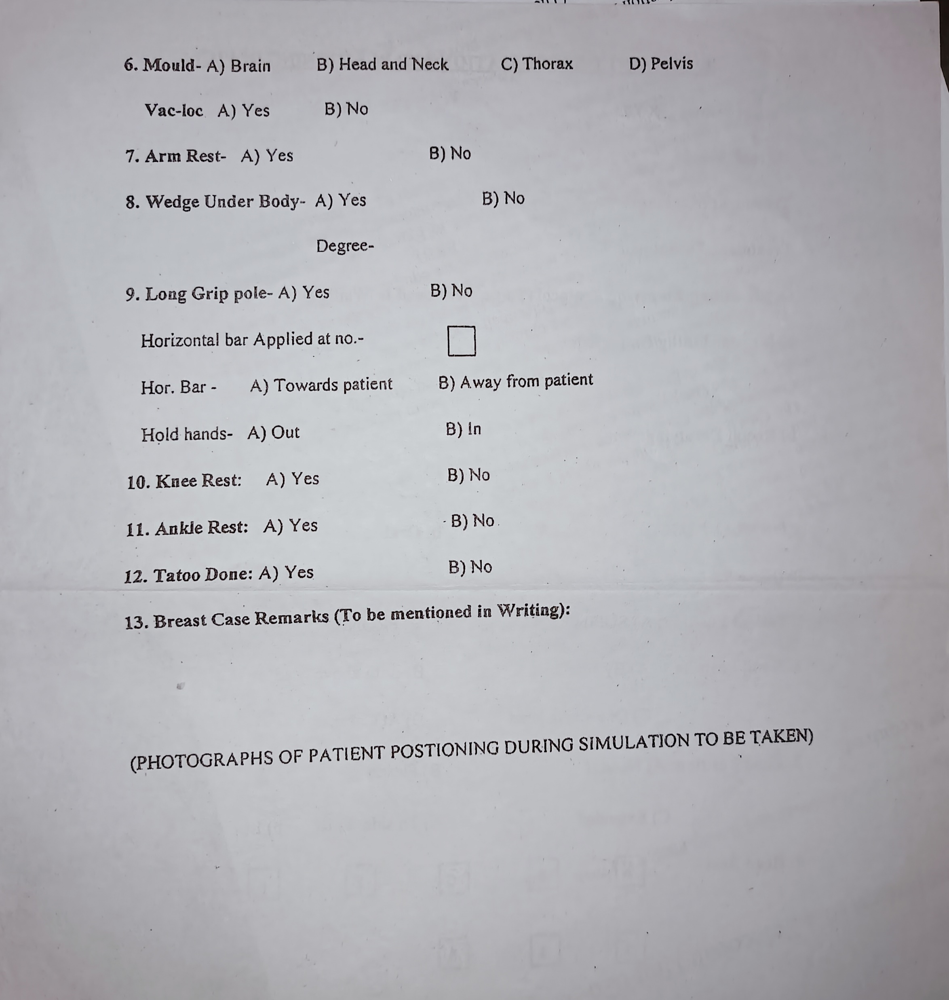 6. Mould- A) Brain B) Head and Neck C) Thorax D) Pelvis
Vac-loc A) Yes B) No
7. Arm Rest- A) Yes B) No
8. Wedge Under Body- A) Yes B) No
Degree-
9. Long Grip pole- A) Yes B) No
Horizontal bar Applied at no.-
Hor. Bar - A) Towards patient B) Away from patient
Hold hands- A) Out B) In
10. Knee Rest: A) Yes B) No
11. Ankle Rest: A) Yes B) No
12. Tatoo Done: A) Yes B) No
13. Breast Case Remarks (To be mentioned in Writing):
(PHOTOGRAPHS OF PATIENT POSTIONING DURING SIMULATION TO BE TAKEN)